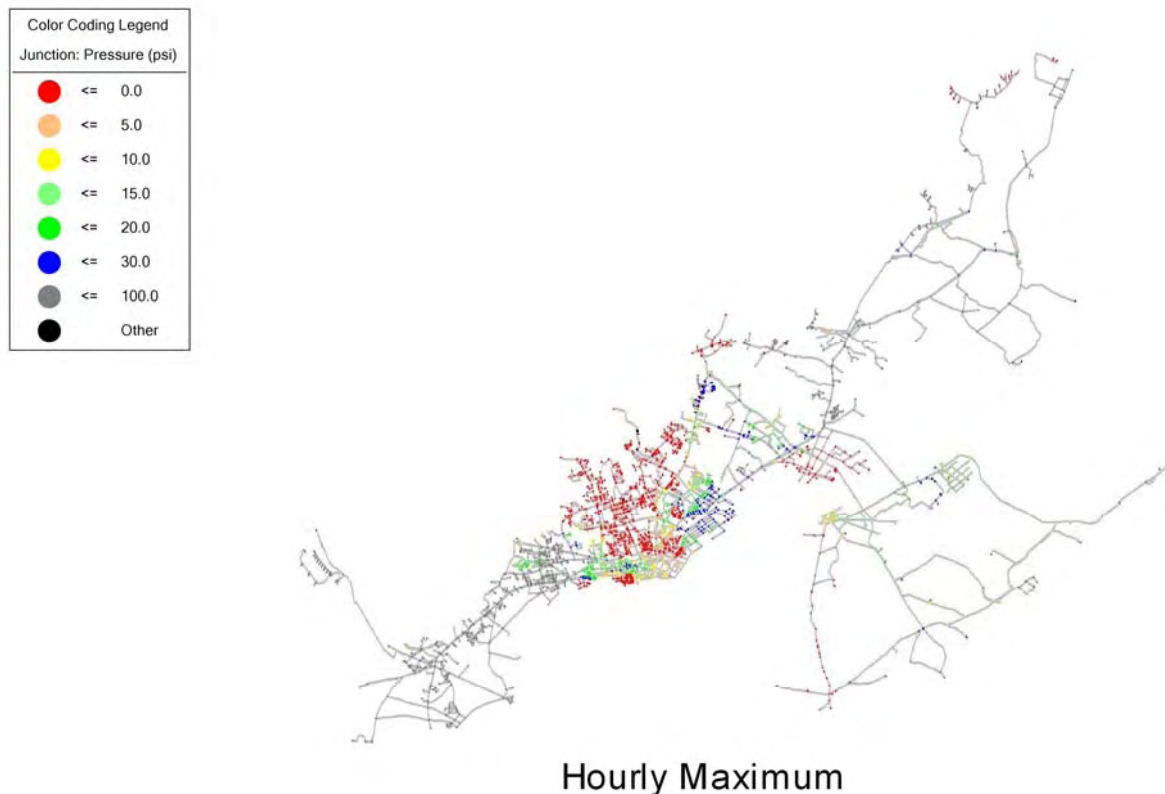 Color Coding Legend
Junction: Pressure (psi)
<= 0.0
<= 5.0
<= 10.0
<= 15.0
<= 20.0
<= 30.0
<= 100.0
Other
Hourly Maximum